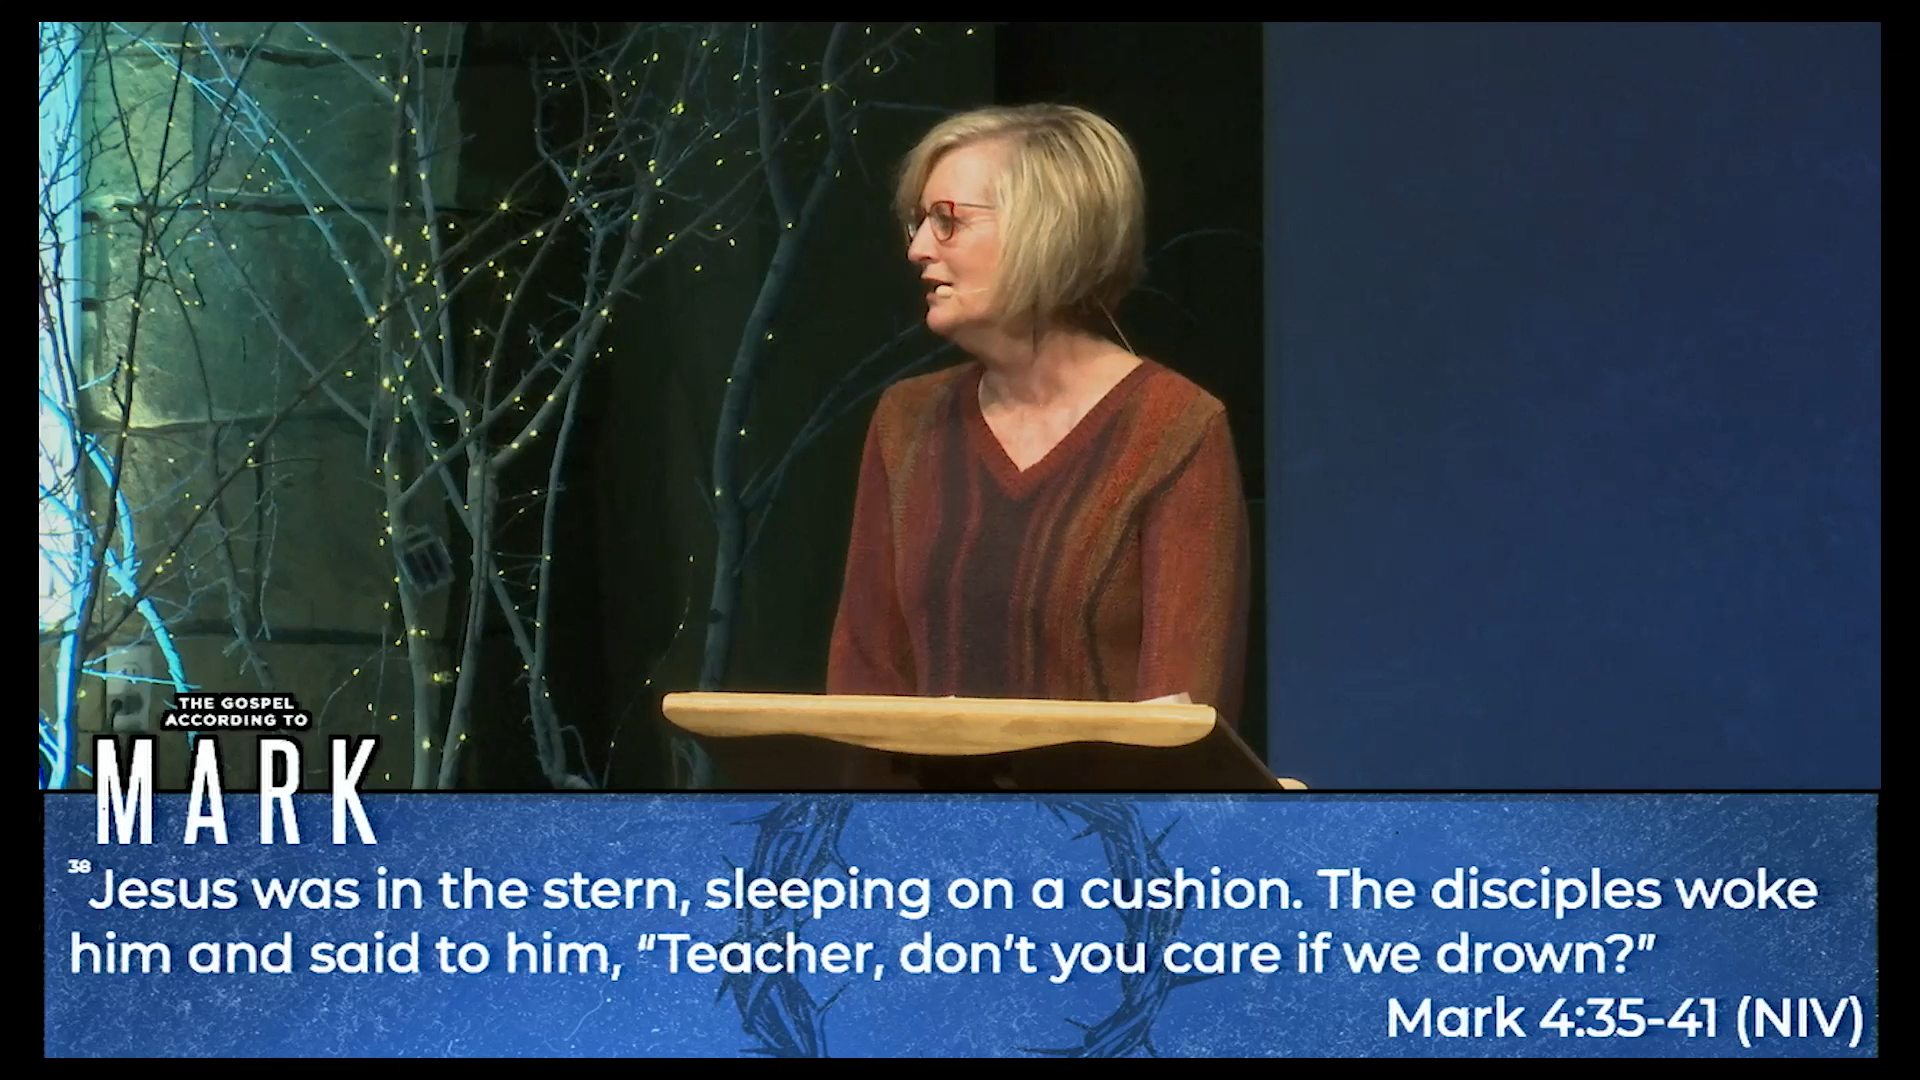 THE GOSPEL
ACCORDING TO
MARK
38 Jesus was in the stern, sleeping on a cushion. The disciples woke
him and said to him, “Teacher, don’t you care if we drown?”
Mark 4:35-41 (NIV)